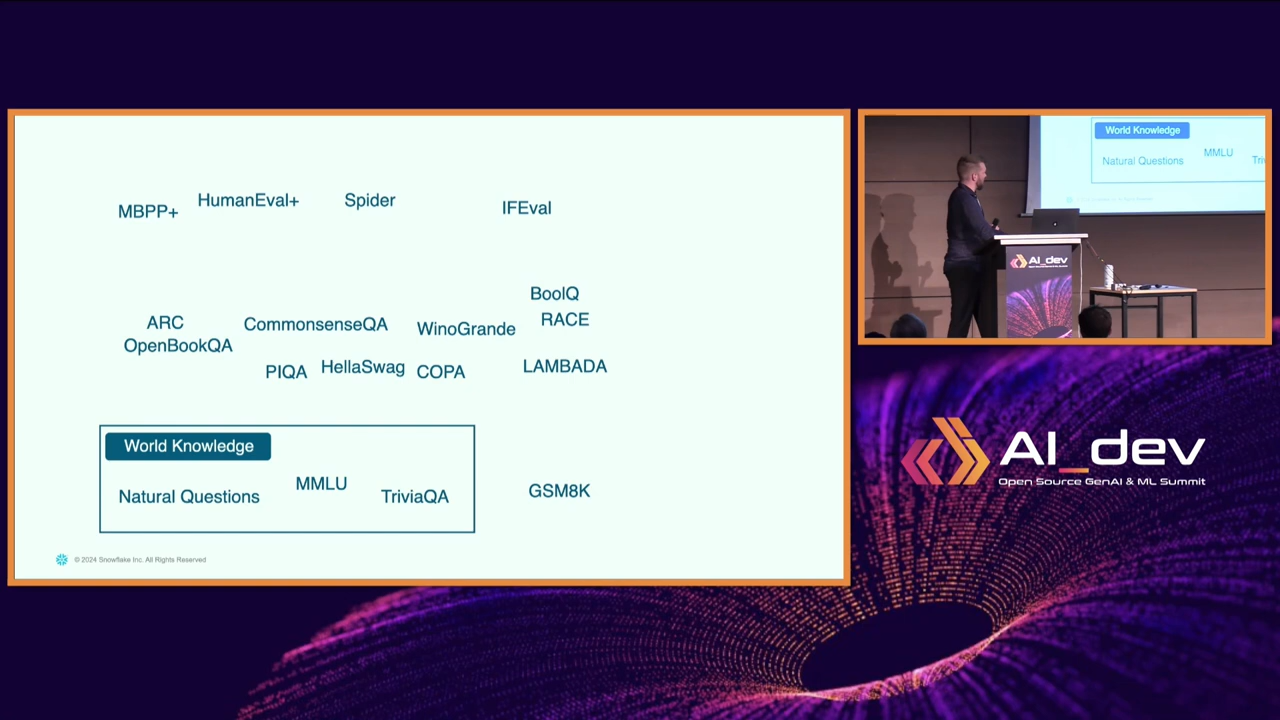 MBPP+
HumanEval+
Spider
IFEval
BoolQ
RACE
ARC
OpenBookQA
CommonsenseQA
WinoGrande
PIQA
HellaSwag
COPA
LAMBADA
World Knowledge
Natural Questions
MMLU
TriviaQA
GSM8K
© 2024 Snowflake Inc. All Rights Reserved
World Knowledge
Natural Questions
MMLU
AI_dev
AI_dev
Open Source GenAI & ML Summit